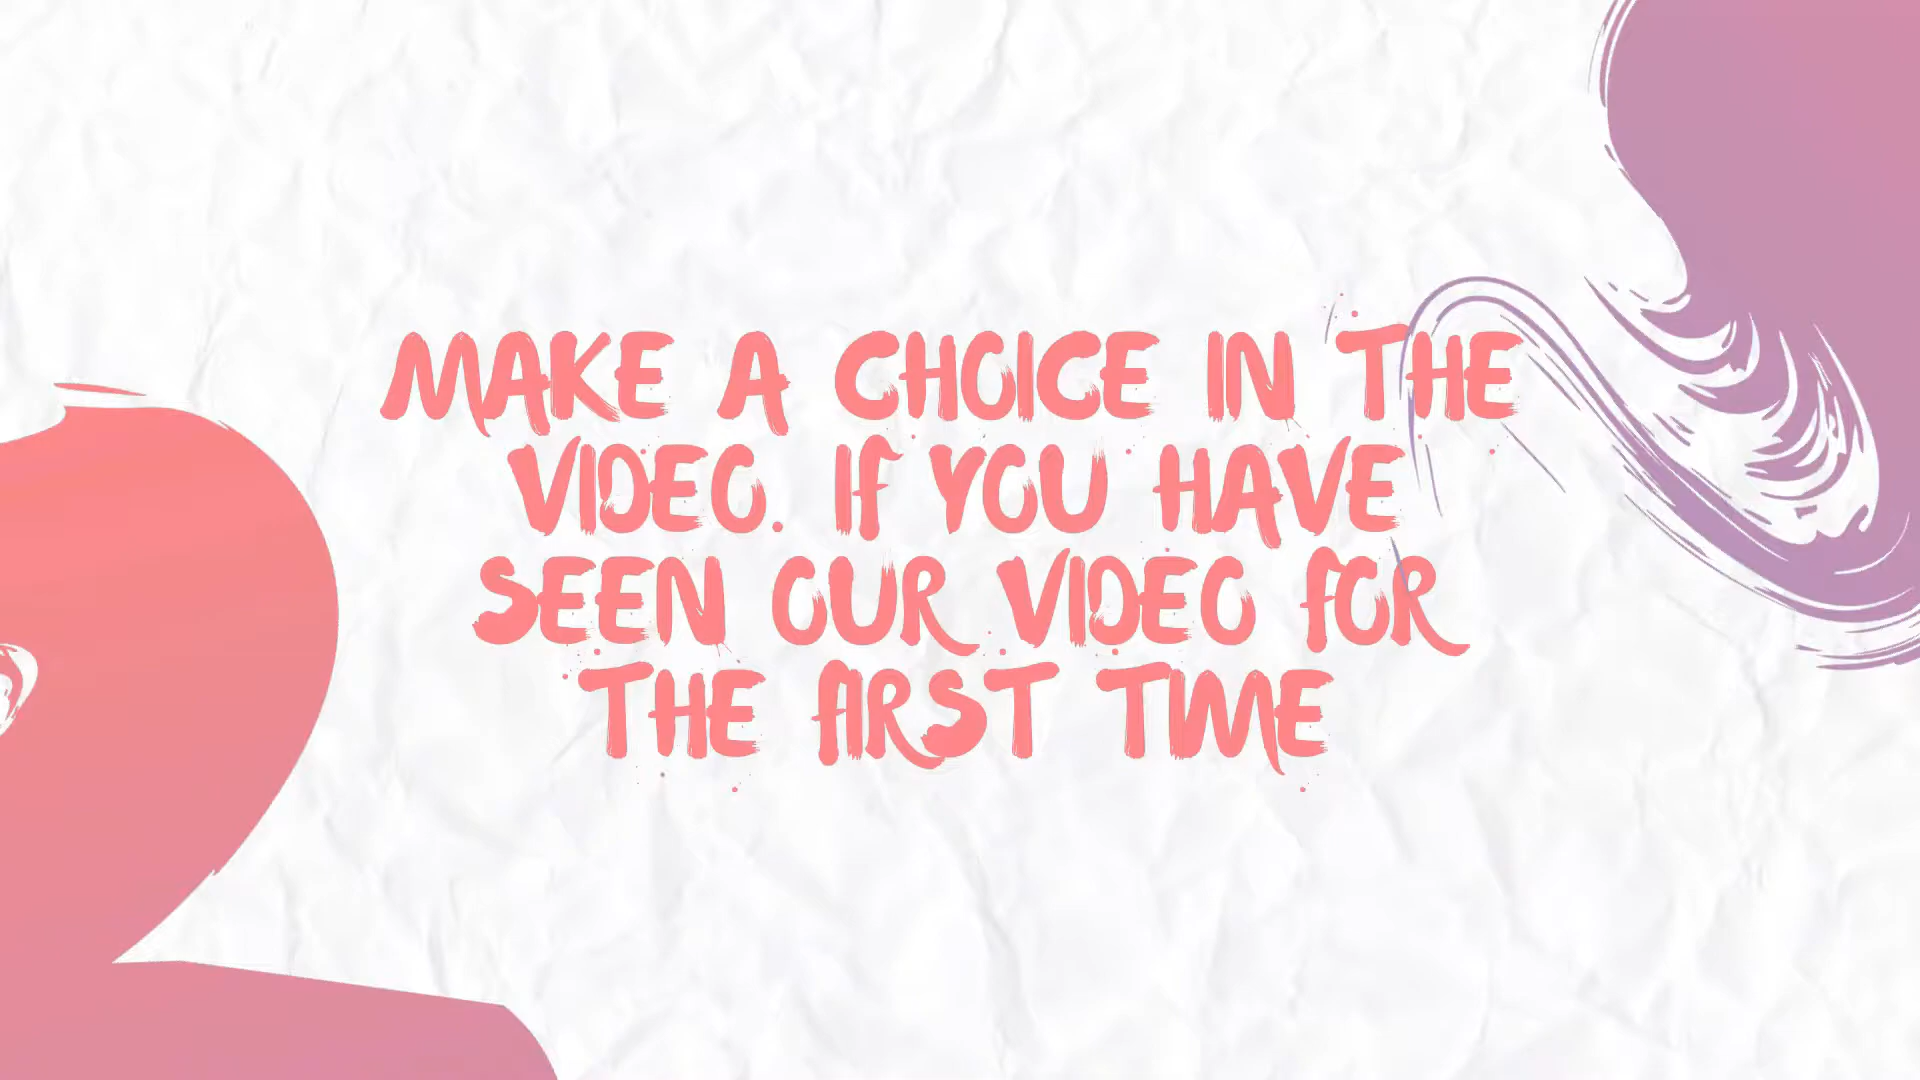 MAKE A CHOICE IN THE
VIDEO. IF YOU HAVE
SEEN OUR VIDEO FOR
THE FIRST TIME